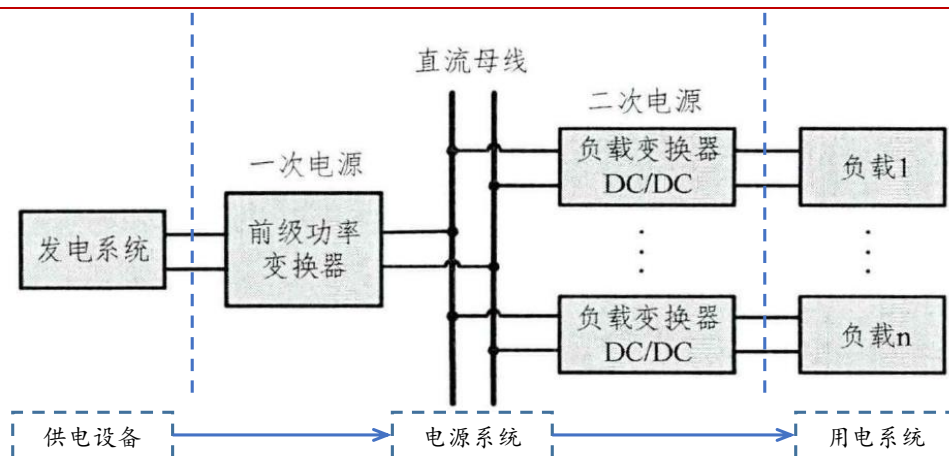 直流母线
二次电源
一次电源
负载变换器
DC/DC
负载1
发电系统
前级功率
变换器
负载变换器
DC/DC
负载n
供电设备
电源系统
用电系统